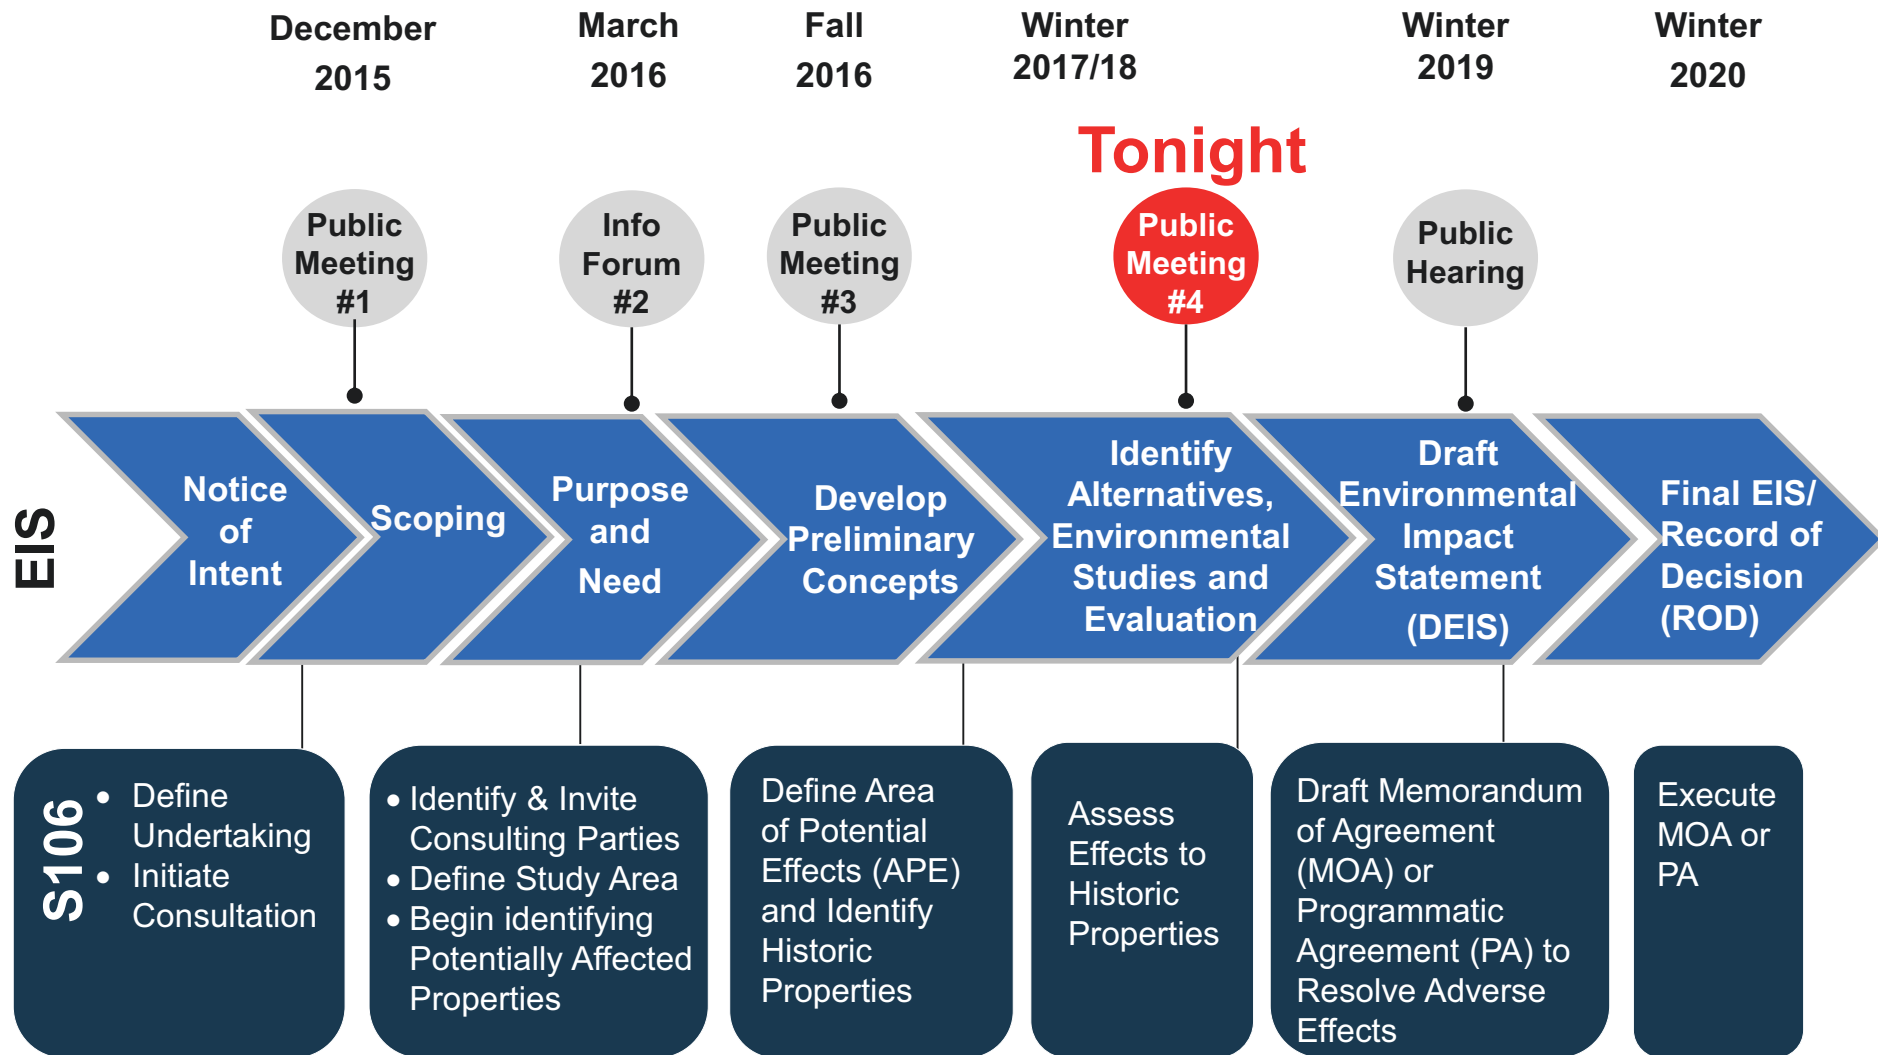 December
2015
March
2016
Fall
2016
Winter
2017/18
Winter
2019
Winter
2020
Tonight
Public
Meeting
#1
Info
Forum
#2
Public
Meeting
#3
Public
Meeting
#4
Public
Hearing
EIS
Notice
of
Intent
Scoping
Purpose
and
Need
Develop
Preliminary
Concepts
Identify
Alternatives,
Environmental
Studies and
Evaluation
Draft
Environmental
Impact
Statement
(DEIS)
Final EIS/
Record of
Decision
(ROD)
S106
• Define
Undertaking
• Initiate
Consultation
• Identify & Invite
Consulting Parties
• Define Study Area
• Begin identifying
Potentially Affected
Properties
Define Area
of Potential
Effects (APE)
and Identify
Historic
Properties
Assess
Effects to
Historic
Properties
Draft Memorandum
of Agreement
(MOA) or
Programmatic
Agreement (PA) to
Resolve Adverse
Effects
Execute
MOA or
PA